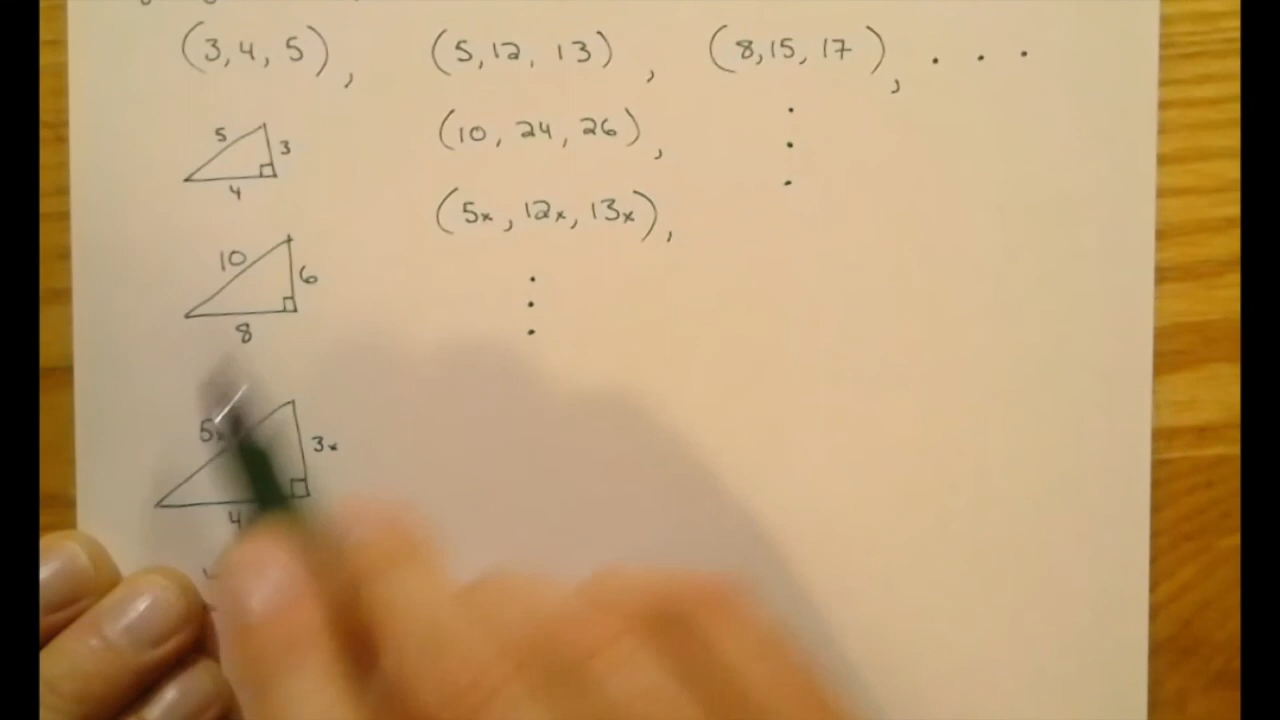 (3, 4, 5), (5, 12, 13), (8, 15, 17), . . .
5 3
4
(10, 24, 26),
(5x, 12x, 13x),
10 6
8
3x
4